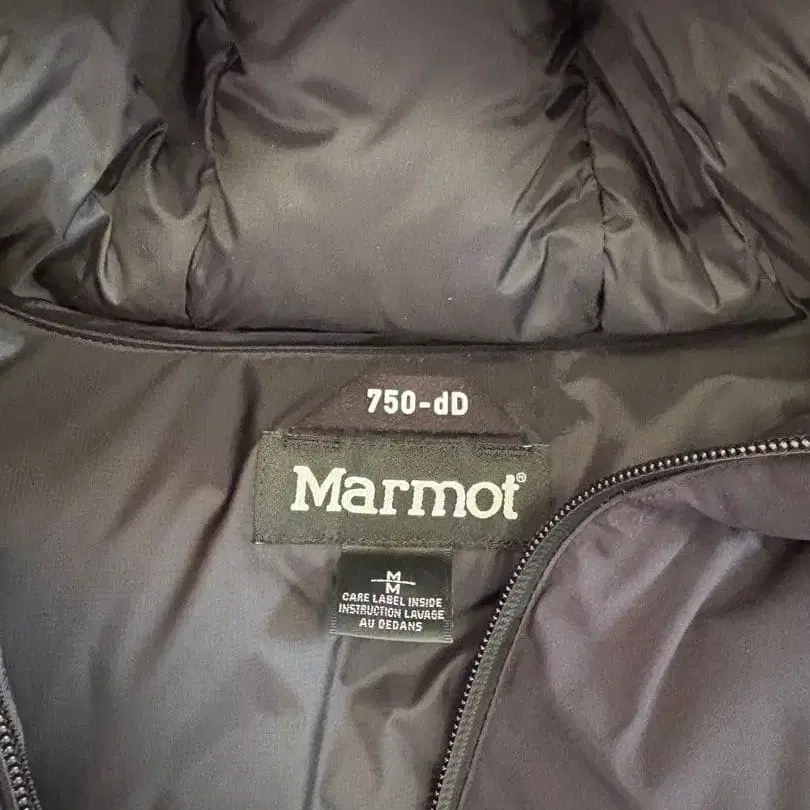 750-dD
Marmot®
M
M
CARE LABEL INSIDE
INSTRUCTION LAVAGE
AU DEDANS